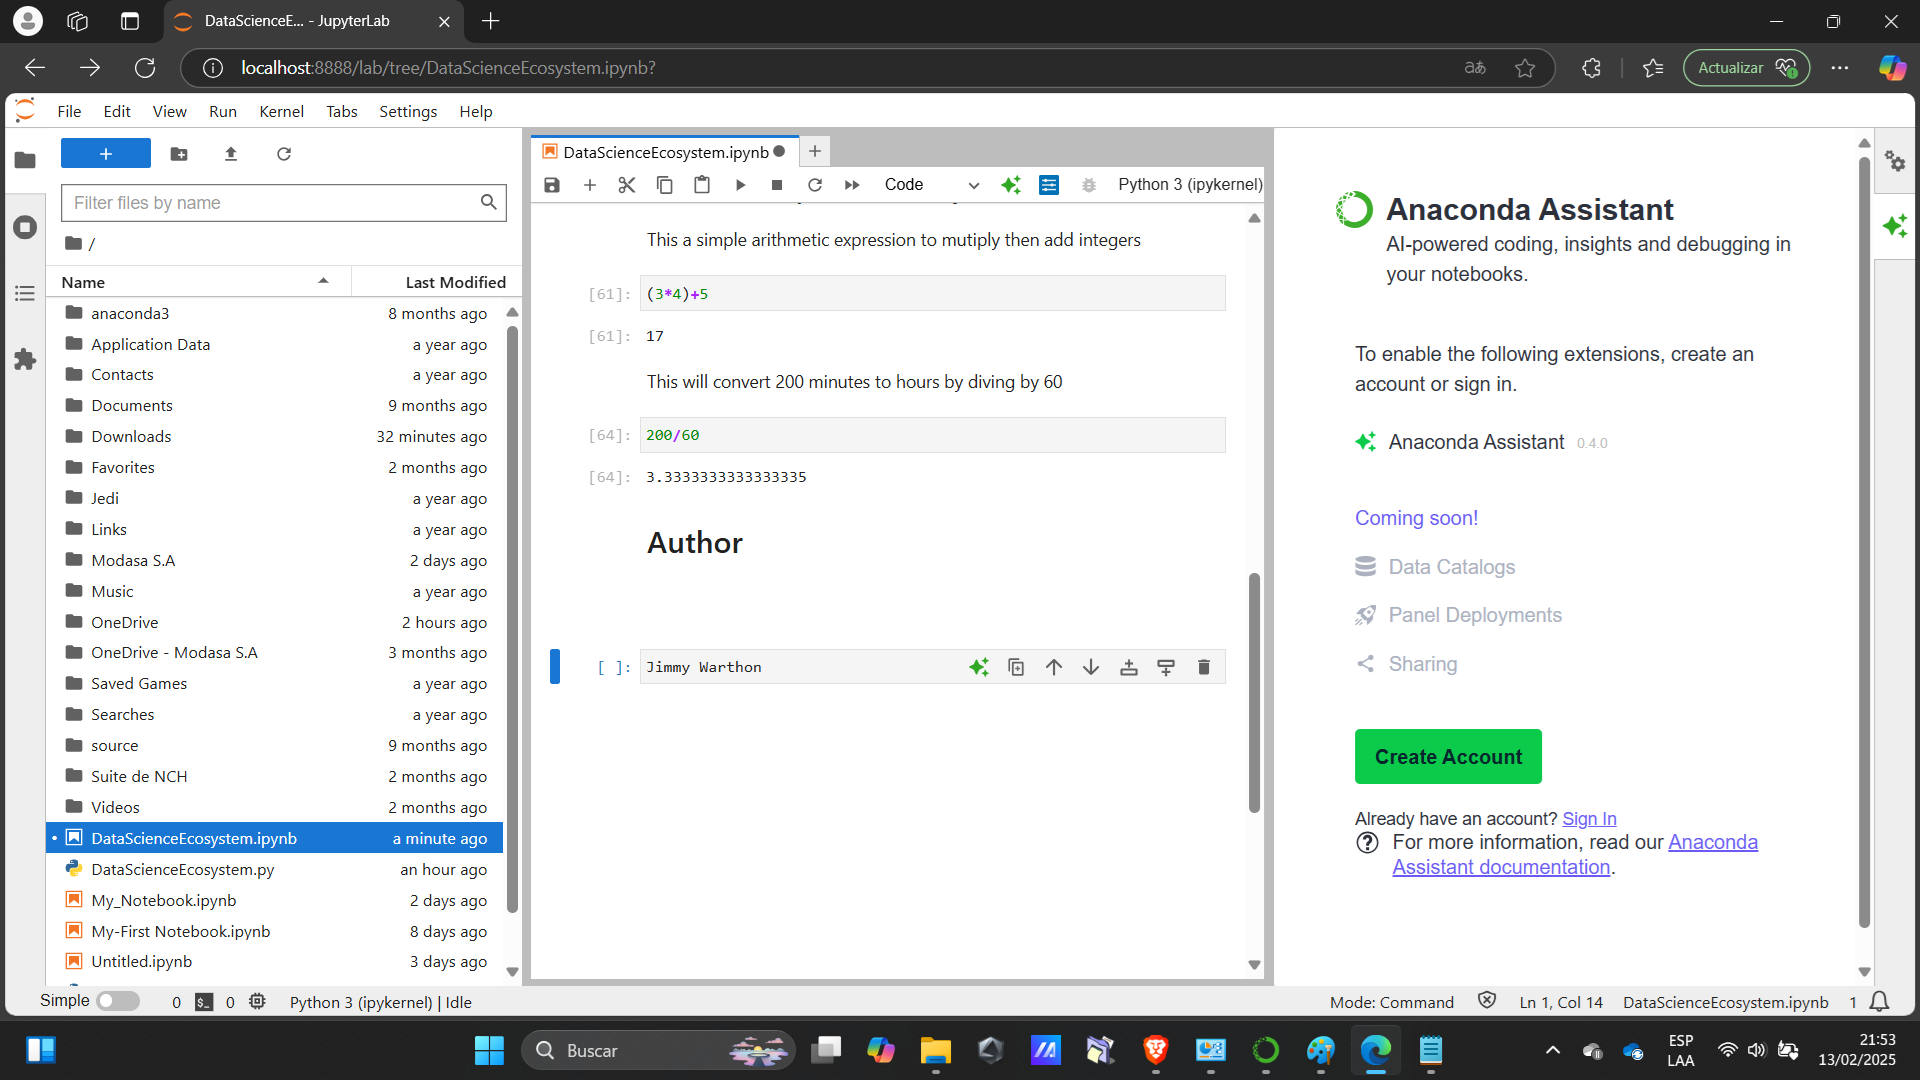 DataScienceE... - JupyterLab
localhost:8888/lab/tree/DataScienceEcosystem.ipynb?
Actualizar
File Edit View Run Kernel Tabs Settings Help
Filter files by name
/
Name Last Modified
anaconda3 8 months ago
Application Data a year ago
Contacts a year ago
Documents 9 months ago
Downloads 32 minutes ago
Favorites 2 months ago
Jedi a year ago
Links a year ago
Modasa S.A 2 days ago
Music a year ago
OneDrive 2 hours ago
OneDrive - Modasa S.A 3 months ago
Saved Games a year ago
Searches a year ago
source 9 months ago
Suite de NCH 2 months ago
Videos 2 months ago
DataScienceEcosystem.ipynb a minute ago
DataScienceEcosystem.py an hour ago
My_Notebook.ipynb 2 days ago
My-First Notebook.ipynb 8 days ago
Untitled.ipynb 3 days ago
DataScienceEcosystem.ipynb
Code Python 3 (ipykernel)
This a simple arithmetic expression to mutiply then add integers
[61]: (3*4)+5
[61]: 17
This will convert 200 minutes to hours by diving by 60
[64]: 200/60
[64]: 3.3333333333333335
Author
[ ]: Jimmy Warthon
Anaconda Assistant
AI-powered coding, insights and debugging in
your notebooks.
To enable the following extensions, create an
account or sign in.
Anaconda Assistant 0.4.0
Coming soon!
Data Catalogs
Panel Deployments
Sharing
Create Account
Already have an account? Sign In
For more information, read our Anaconda
Assistant documentation.
Simple 0 0 Python 3 (ipykernel) | Idle
Mode: Command Ln 1, Col 14 DataScienceEcosystem.ipynb 1
Buscar
ESP
LAA
21:53
13/02/2025